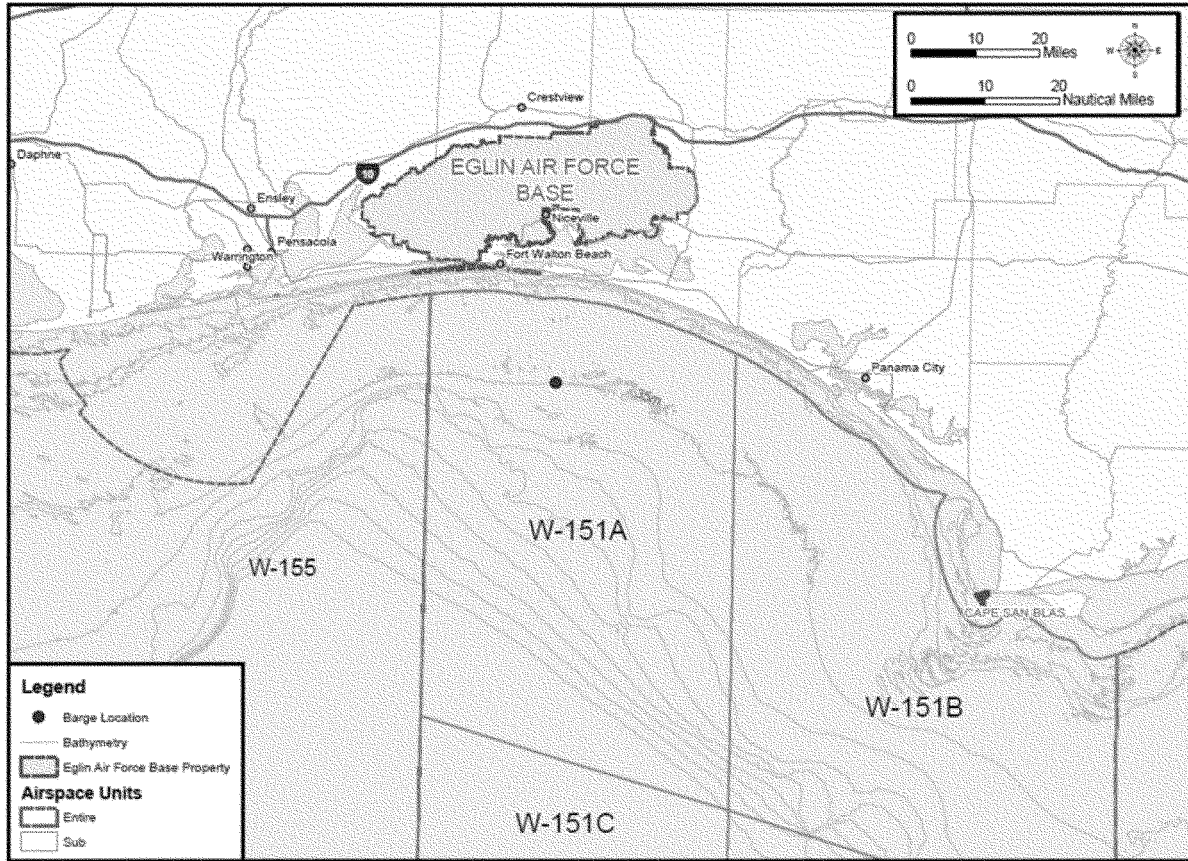 0 10 20
Miles
N
W E
S
0 10 20
Nautical Miles
Crestview
Daphne
EGLIN AIR FORCE
BASE
Ensley
Niceville
Pensacola
Warrington
Fort Walton Beach
Panama City
35m
W-151A
W-155
CAPE SAN BLAS
W-151B
W-151C
Legend
Barge Location
Bathymetry
Eglin Air Force Base Property
Airspace Units
Entire
Sub